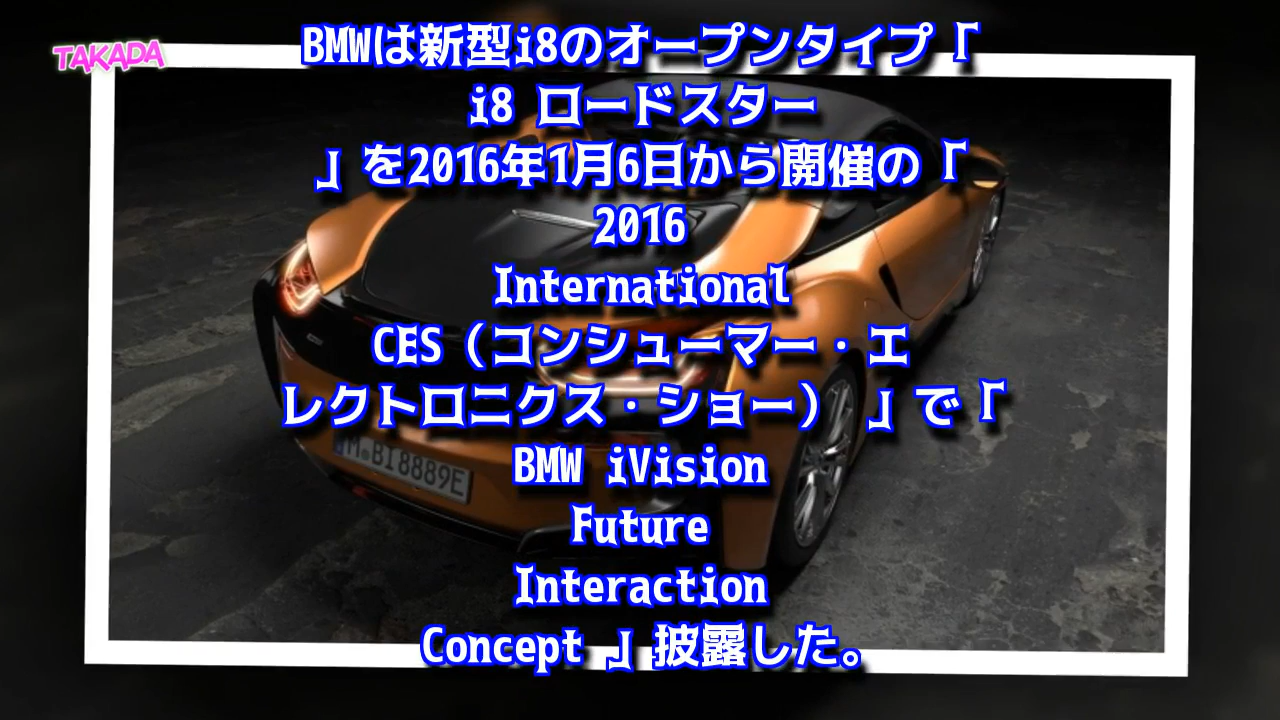 TAKADA
BMWは新型i8のオープンタイプ「
i8 ロードスター
」を2016年1月6日から開催の「
2016
International
CES（コンシューマー・エ
レクトロニクス・ショー） 」で「
BMW iVision
Future
Interaction
Concept 」披露した。
M BI8889E